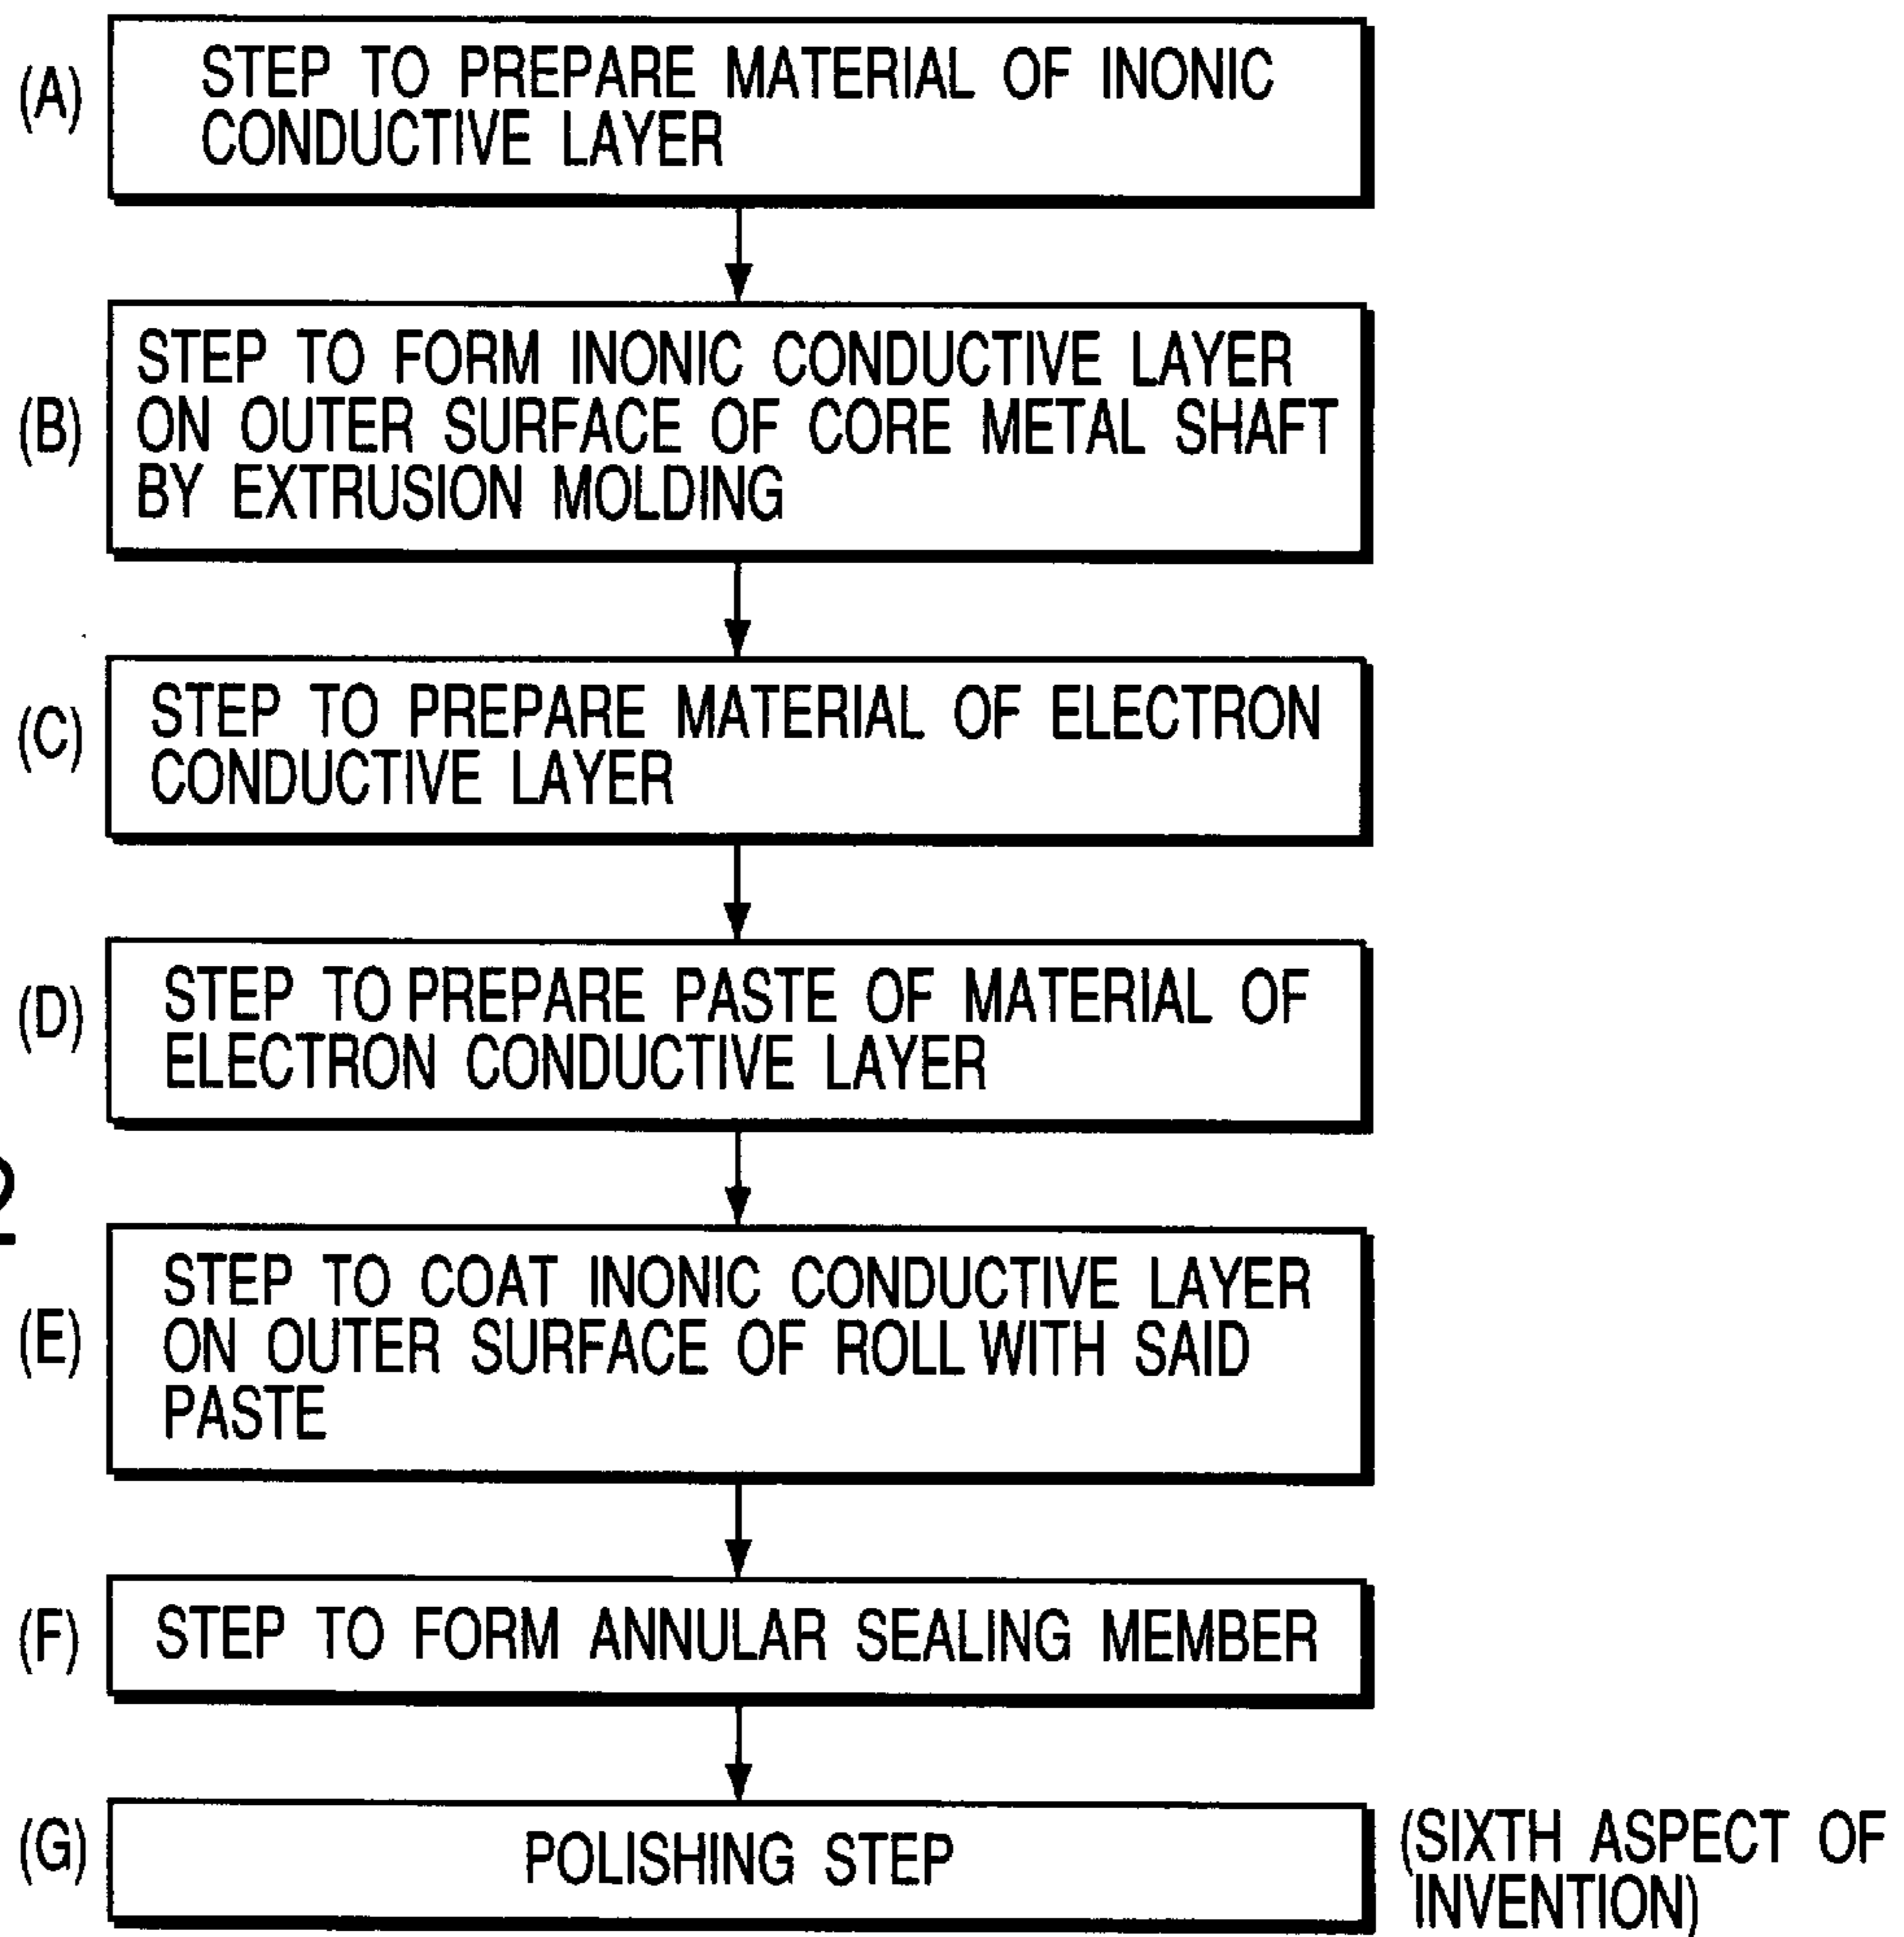 (A)
STEP TO PREPARE MATERIAL OF INONIC
CONDUCTIVE LAYER
(B)
STEP TO FORM INONIC CONDUCTIVE LAYER
ON OUTER SURFACE OF CORE METAL SHAFT
BY EXTRUSION MOLDING
(C)
STEP TO PREPARE MATERIAL OF ELECTRON
CONDUCTIVE LAYER
(D)
STEP TO PREPARE PASTE OF MATERIAL OF
ELECTRON CONDUCTIVE LAYER
(E)
STEP TO COAT INONIC CONDUCTIVE LAYER
ON OUTER SURFACE OF ROLL WITH SAID
PASTE
(F)
STEP TO FORM ANNULAR SEALING MEMBER
(G)
POLISHING STEP
(SIXTH ASPECT OF
INVENTION)